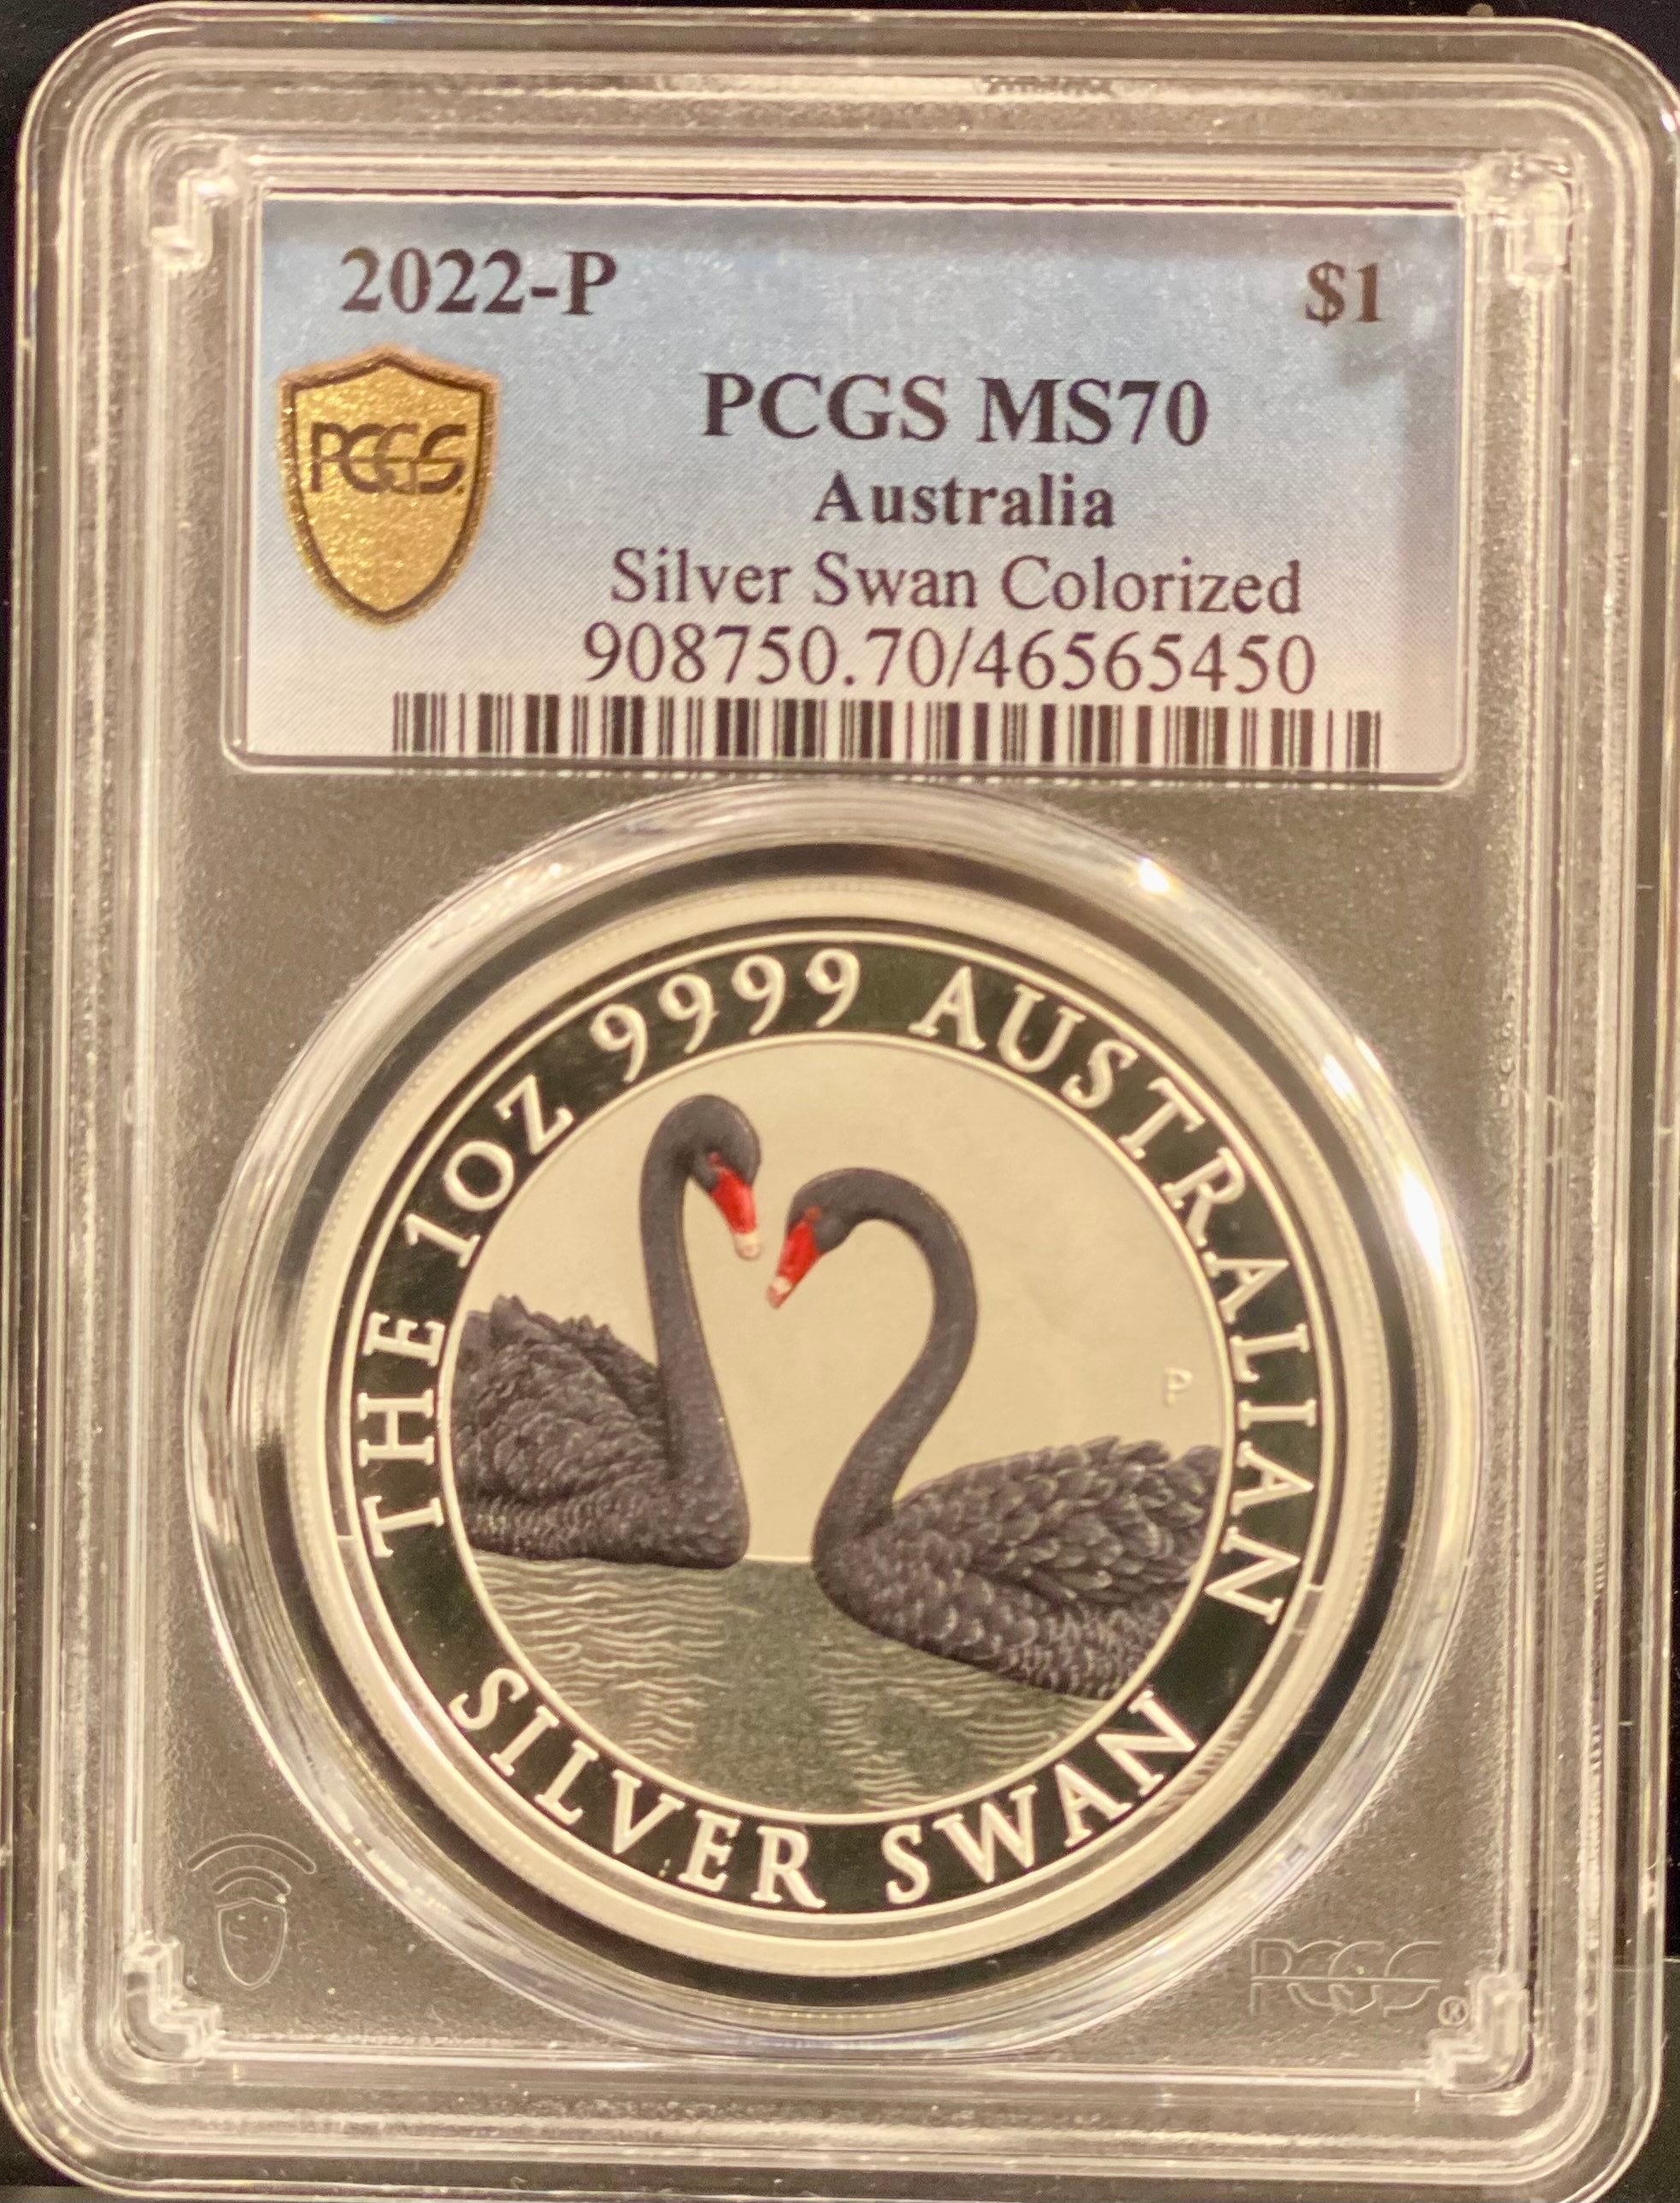 2022-P $1
PCGS
PCGS MS70
Australia
Silver Swan Colorized
908750.70/46565450
THE 1OZ 9999 AUSTRALIAN
P
SILVER SWAN
PCGS®